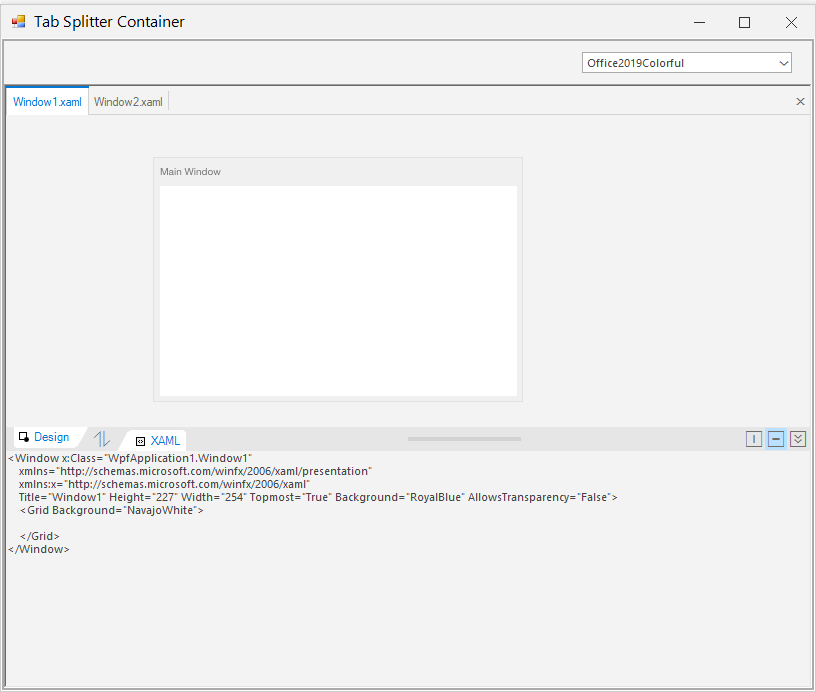 Tab Splitter Container
Office2019Colorful
Window1.xaml Window2.xaml
Main Window
Design XAML
<Window x:Class="WpfApplication1.Window1"
xmlns="http://schemas.microsoft.com/winfx/2006/xaml/presentation"
xmlns:x="http://schemas.microsoft.com/winfx/2006/xaml"
Title="Window1" Height="227" Width="254" Topmost="True" Background="RoyalBlue" AllowsTransparency="False">
<Grid Background="NavajoWhite">
</Grid>
</Window>